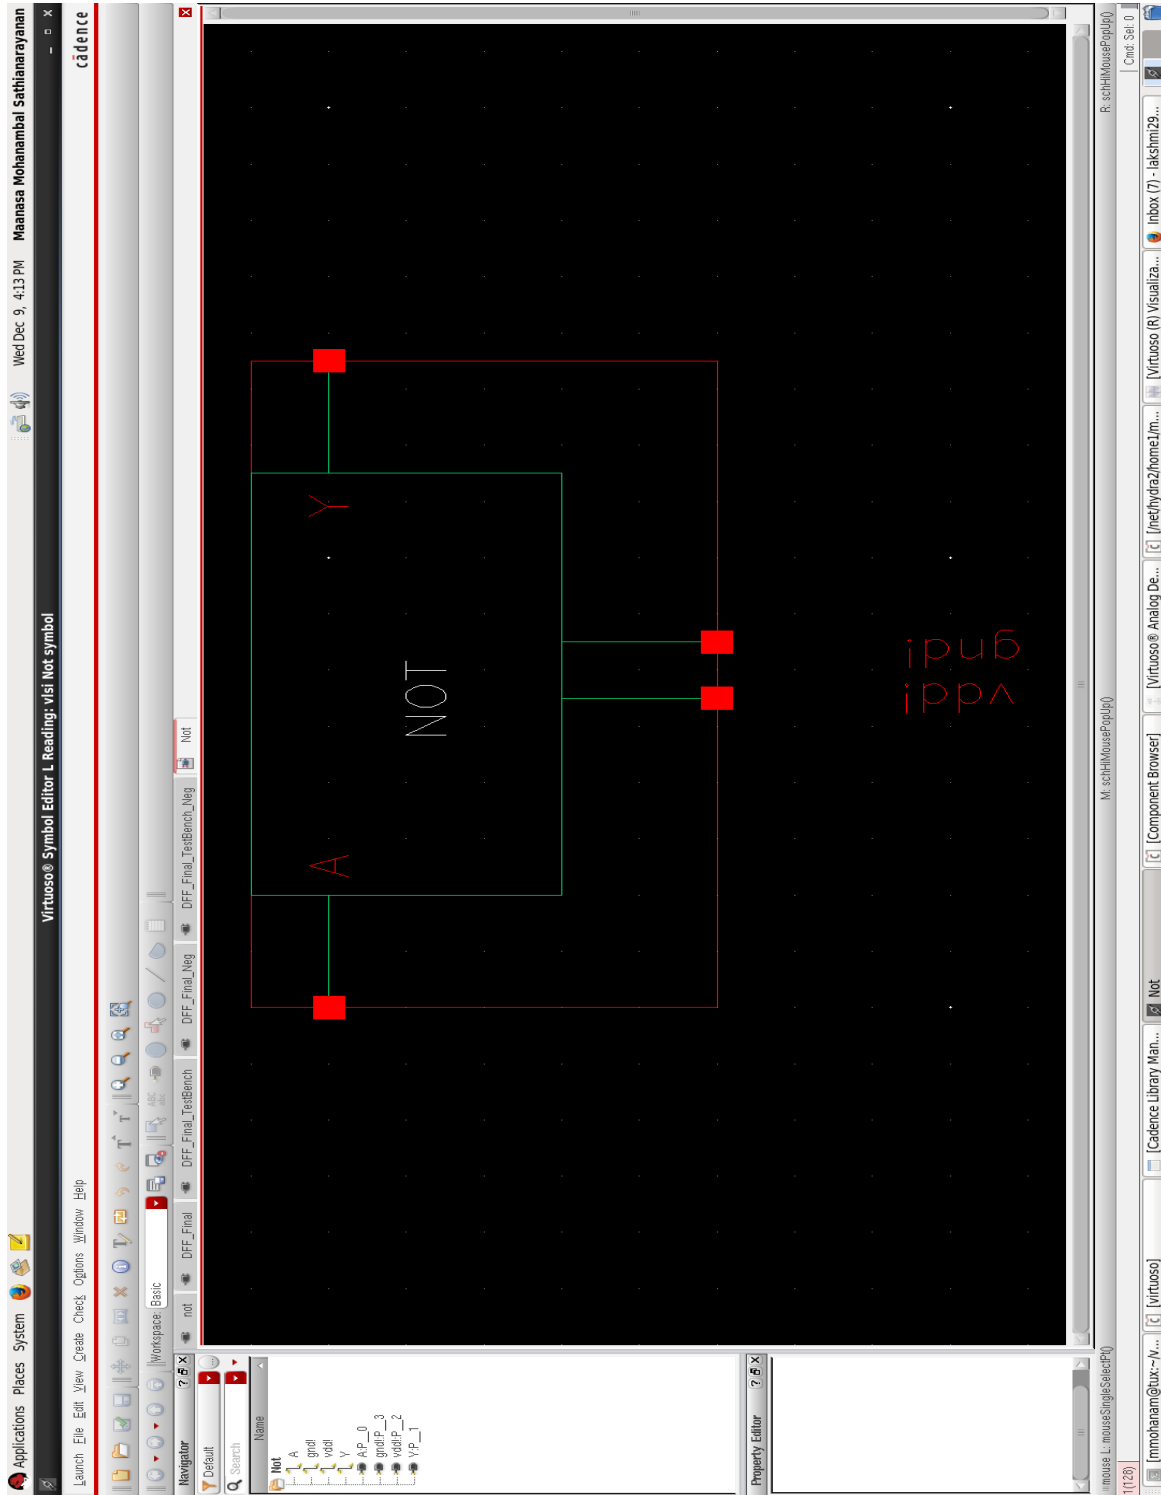 Applications Places System
Wed Dec 9, 4:13 PM Maanasa Mohanambal Sathianarayanan
Virtuoso® Symbol Editor L Reading: vlsi Not symbol
Launch File Edit View Create Check Options Window Help
cādence
Workspace: Basic
Navigator
not
DFF_Final
DFF_Final_TestBench
DFF_Final_Neg
DFF_Final_TestBench_Neg
Not
Default
Search
Name
Not
A
gnd!
vdd!
Y
A:P__0
gnd!:P__3
vdd!:P__2
Y:P__1
Property Editor
A
Y
NOT
vdd!
gnd!
mouse L: mouseSingleSelectPt()
M: schHiMousePopUp()
R: schHiMousePopUp()
1(128)
Cmd: Sel: 0
[mmohanam@tux:~/v...
[virtuoso]
[Cadence Library Man...
Not
[Component Browser]
[Virtuoso® Analog De...
[/net/hydra2/home1/m...
[Virtuoso (R) Visualiza...
Inbox (7) - lakshmi29...